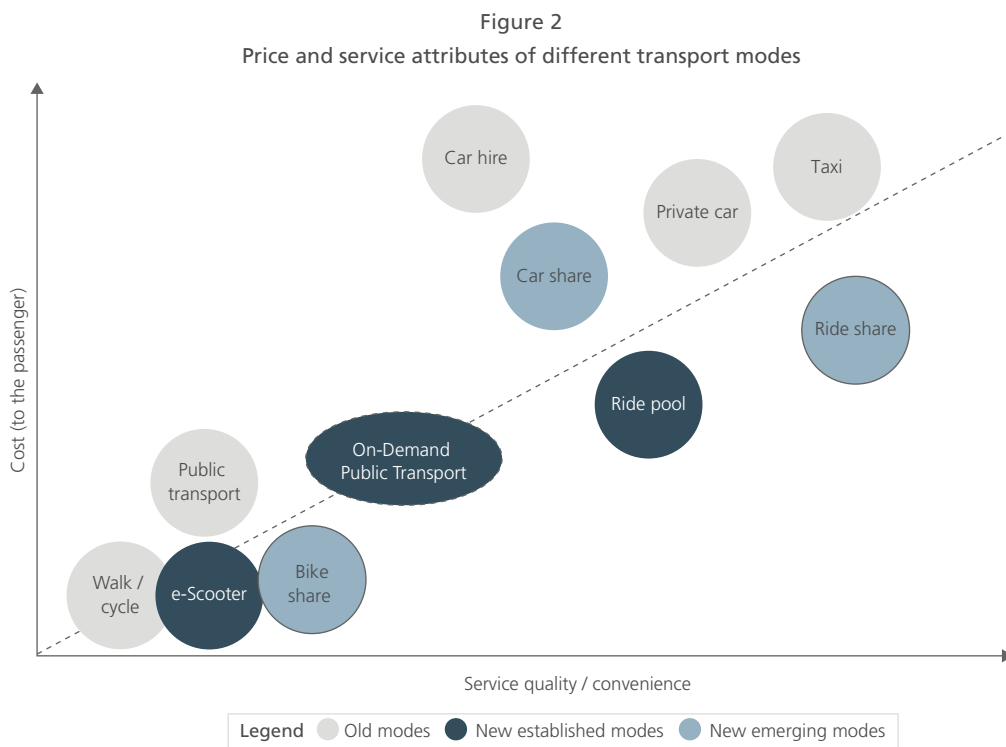 Figure 2
Price and service attributes of different transport modes
Car hire
Taxi
Private car
Car share
Ride share
Ride pool
On-Demand
Public Transport
Public
transport
Walk /
cycle
e-Scooter
Bike
share
Cost (to the passenger)
Service quality / convenience
Legend Old modes New established modes New emerging modes